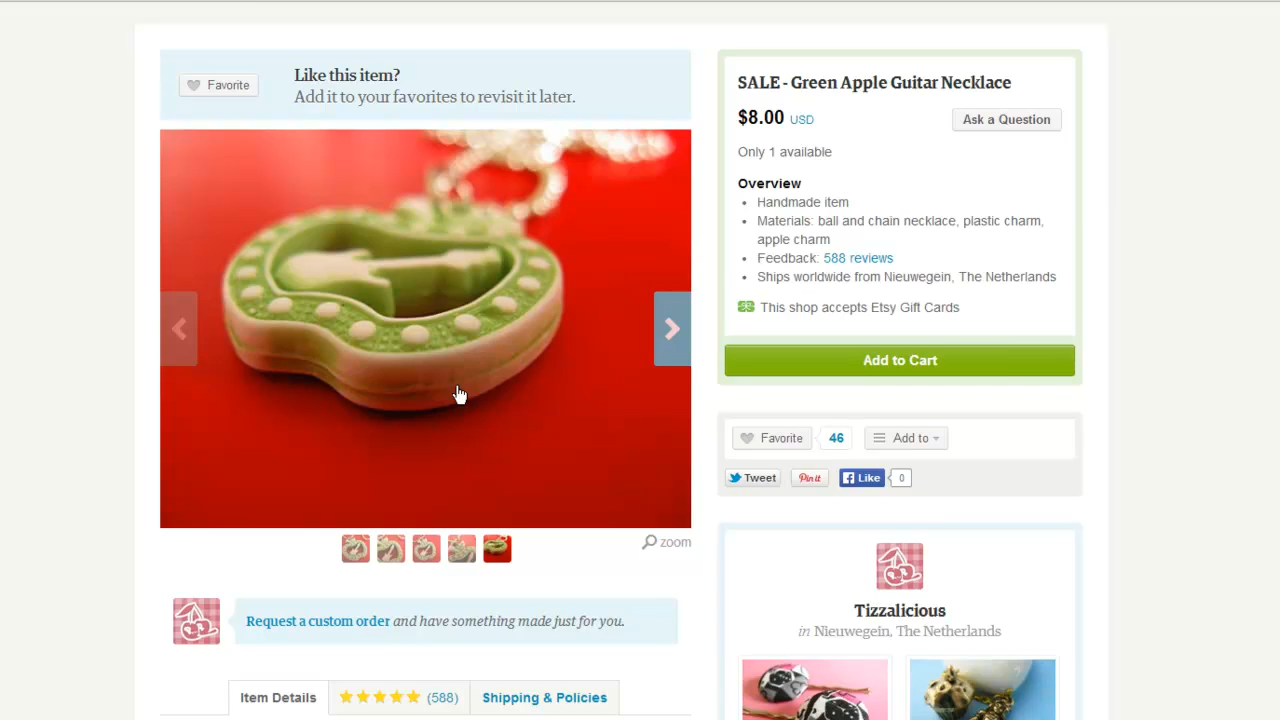 Favorite
Like this item?
Add it to your favorites to revisit it later.
zoom
Request a custom order and have something made just for you.
Item Details
(588)
Shipping & Policies
SALE - Green Apple Guitar Necklace
$8.00 USD
Ask a Question
Only 1 available
Overview
Handmade item
Materials: ball and chain necklace, plastic charm,
apple charm
Feedback: 588 reviews
Ships worldwide from Nieuwegein, The Netherlands
This shop accepts Etsy Gift Cards
Add to Cart
Favorite
46
Add to
Tweet
Pin it
Like
0
Tizzalicious
in Nieuwegein, The Netherlands